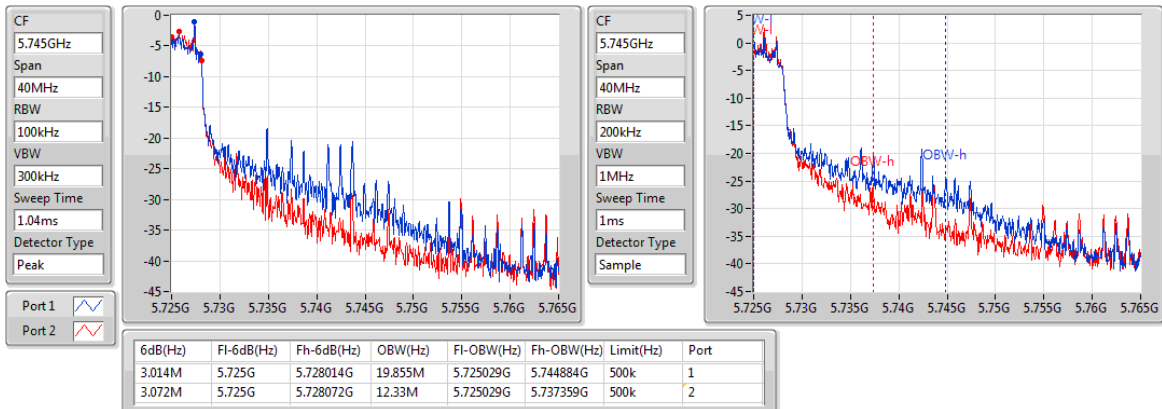 CF
5.745GHz
Span
40MHz
RBW
100kHz
VBW
300kHz
Sweep Time
1.04ms
Detector Type
Peak
Port 1
Port 2
0
-5
-10
-15
-20
-25
-30
-35
-40
-45
5.725G 5.73G 5.735G 5.74G 5.745G 5.75G 5.755G 5.76G 5.765G
CF
5.745GHz
Span
40MHz
RBW
200kHz
VBW
1MHz
Sweep Time
1ms
Detector Type
Sample
5
0
-5
-10
-15
-20
-25
-30
-35
-40
-45
OBW-h
OBW-h
5.725G 5.73G 5.735G 5.74G 5.745G 5.75G 5.755G 5.76G 5.765G
6dB(Hz) Fl-6dB(Hz) Fh-6dB(Hz) OBW(Hz) Fl-OBW(Hz) Fh-OBW(Hz) Limit(Hz) Port
3.014M 5.725G 5.728014G 19.855M 5.725029G 5.744884G 500k 1
3.072M 5.725G 5.728072G 12.33M 5.725029G 5.737359G 500k 2